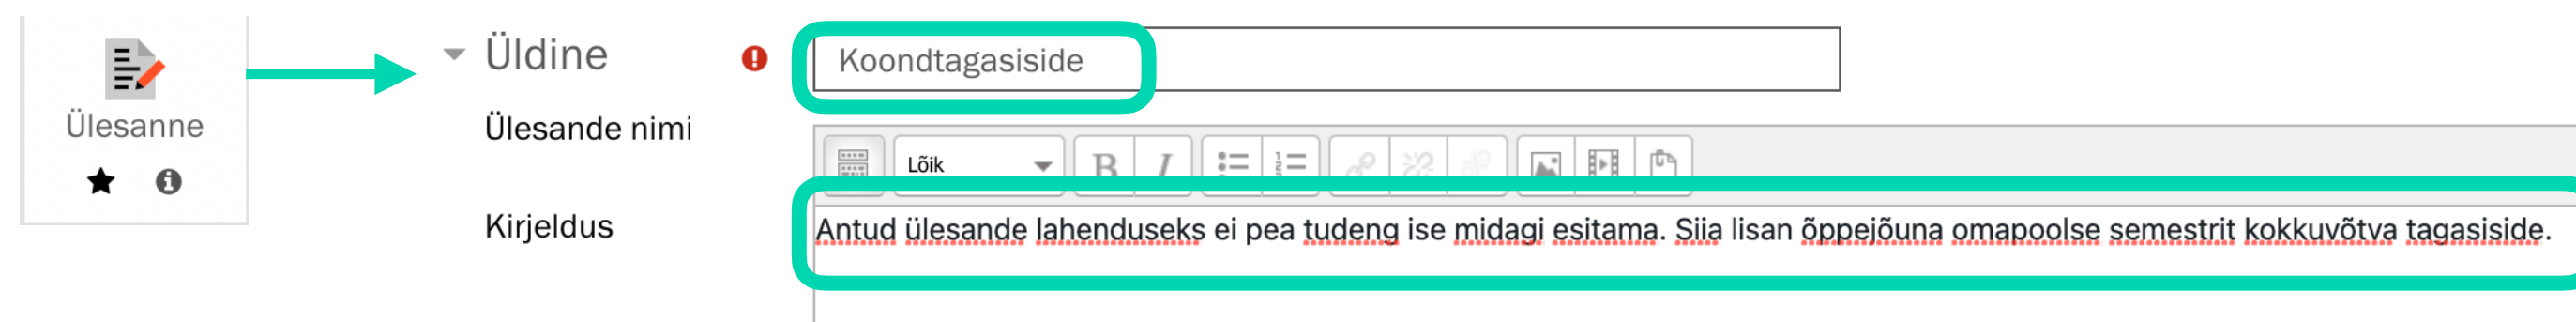 Ülesanne
Üldine
Koondtagasiside
Ülesande nimi
Lõik
B I
Kirjeldus
Antud ülesande lahenduseks ei pea tudeng ise midagi esitama. Siia lisan õppejõuna omapoolse semestrit kokkuvõtva tagasiside.